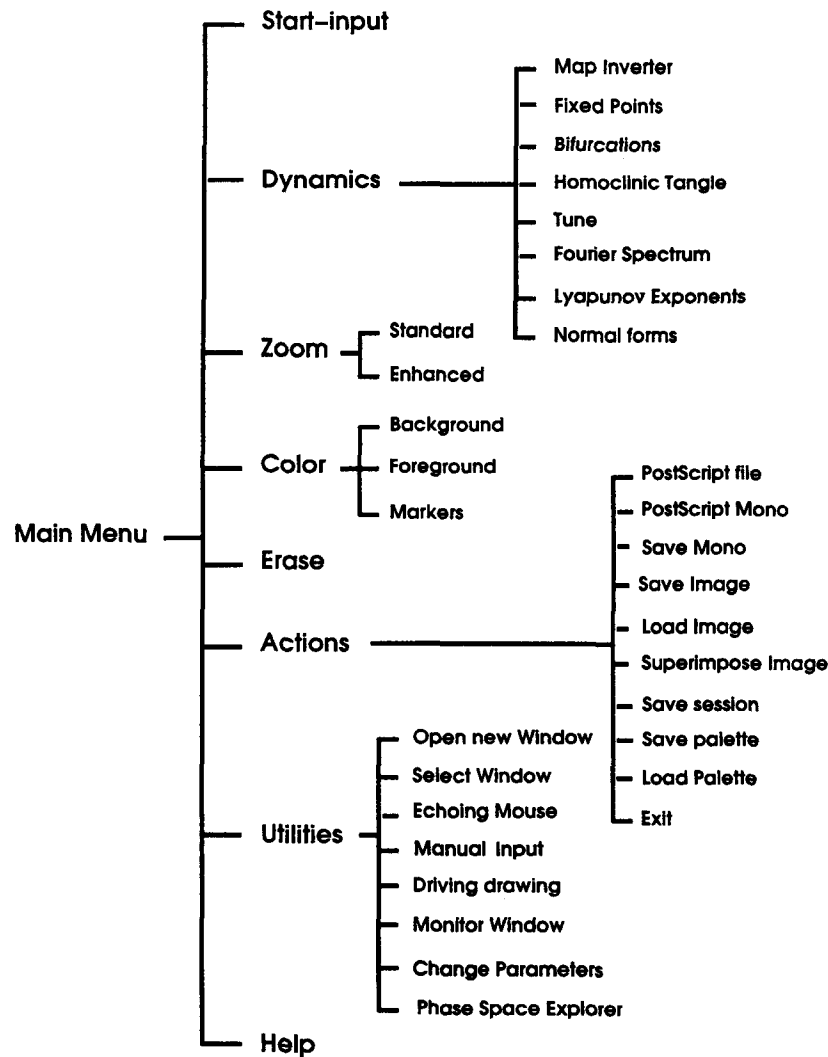 Start-input
Map Inverter
Fixed Points
Bifurcations
Dynamics
Homoclinic Tangle
Tune
Fourier Spectrum
Lyapunov Exponents
Normal forms
Zoom
Standard
Enhanced
Color
Background
Foreground
Markers
Main Menu
Erase
Actions
PostScript file
PostScript Mono
Save Mono
Save Image
Load Image
Superimpose Image
Save session
Save palette
Load Palette
Exit
Utilities
Open new Window
Select Window
Echoing Mouse
Manual Input
Driving drawing
Monitor Window
Change Parameters
Phase Space Explorer
Help